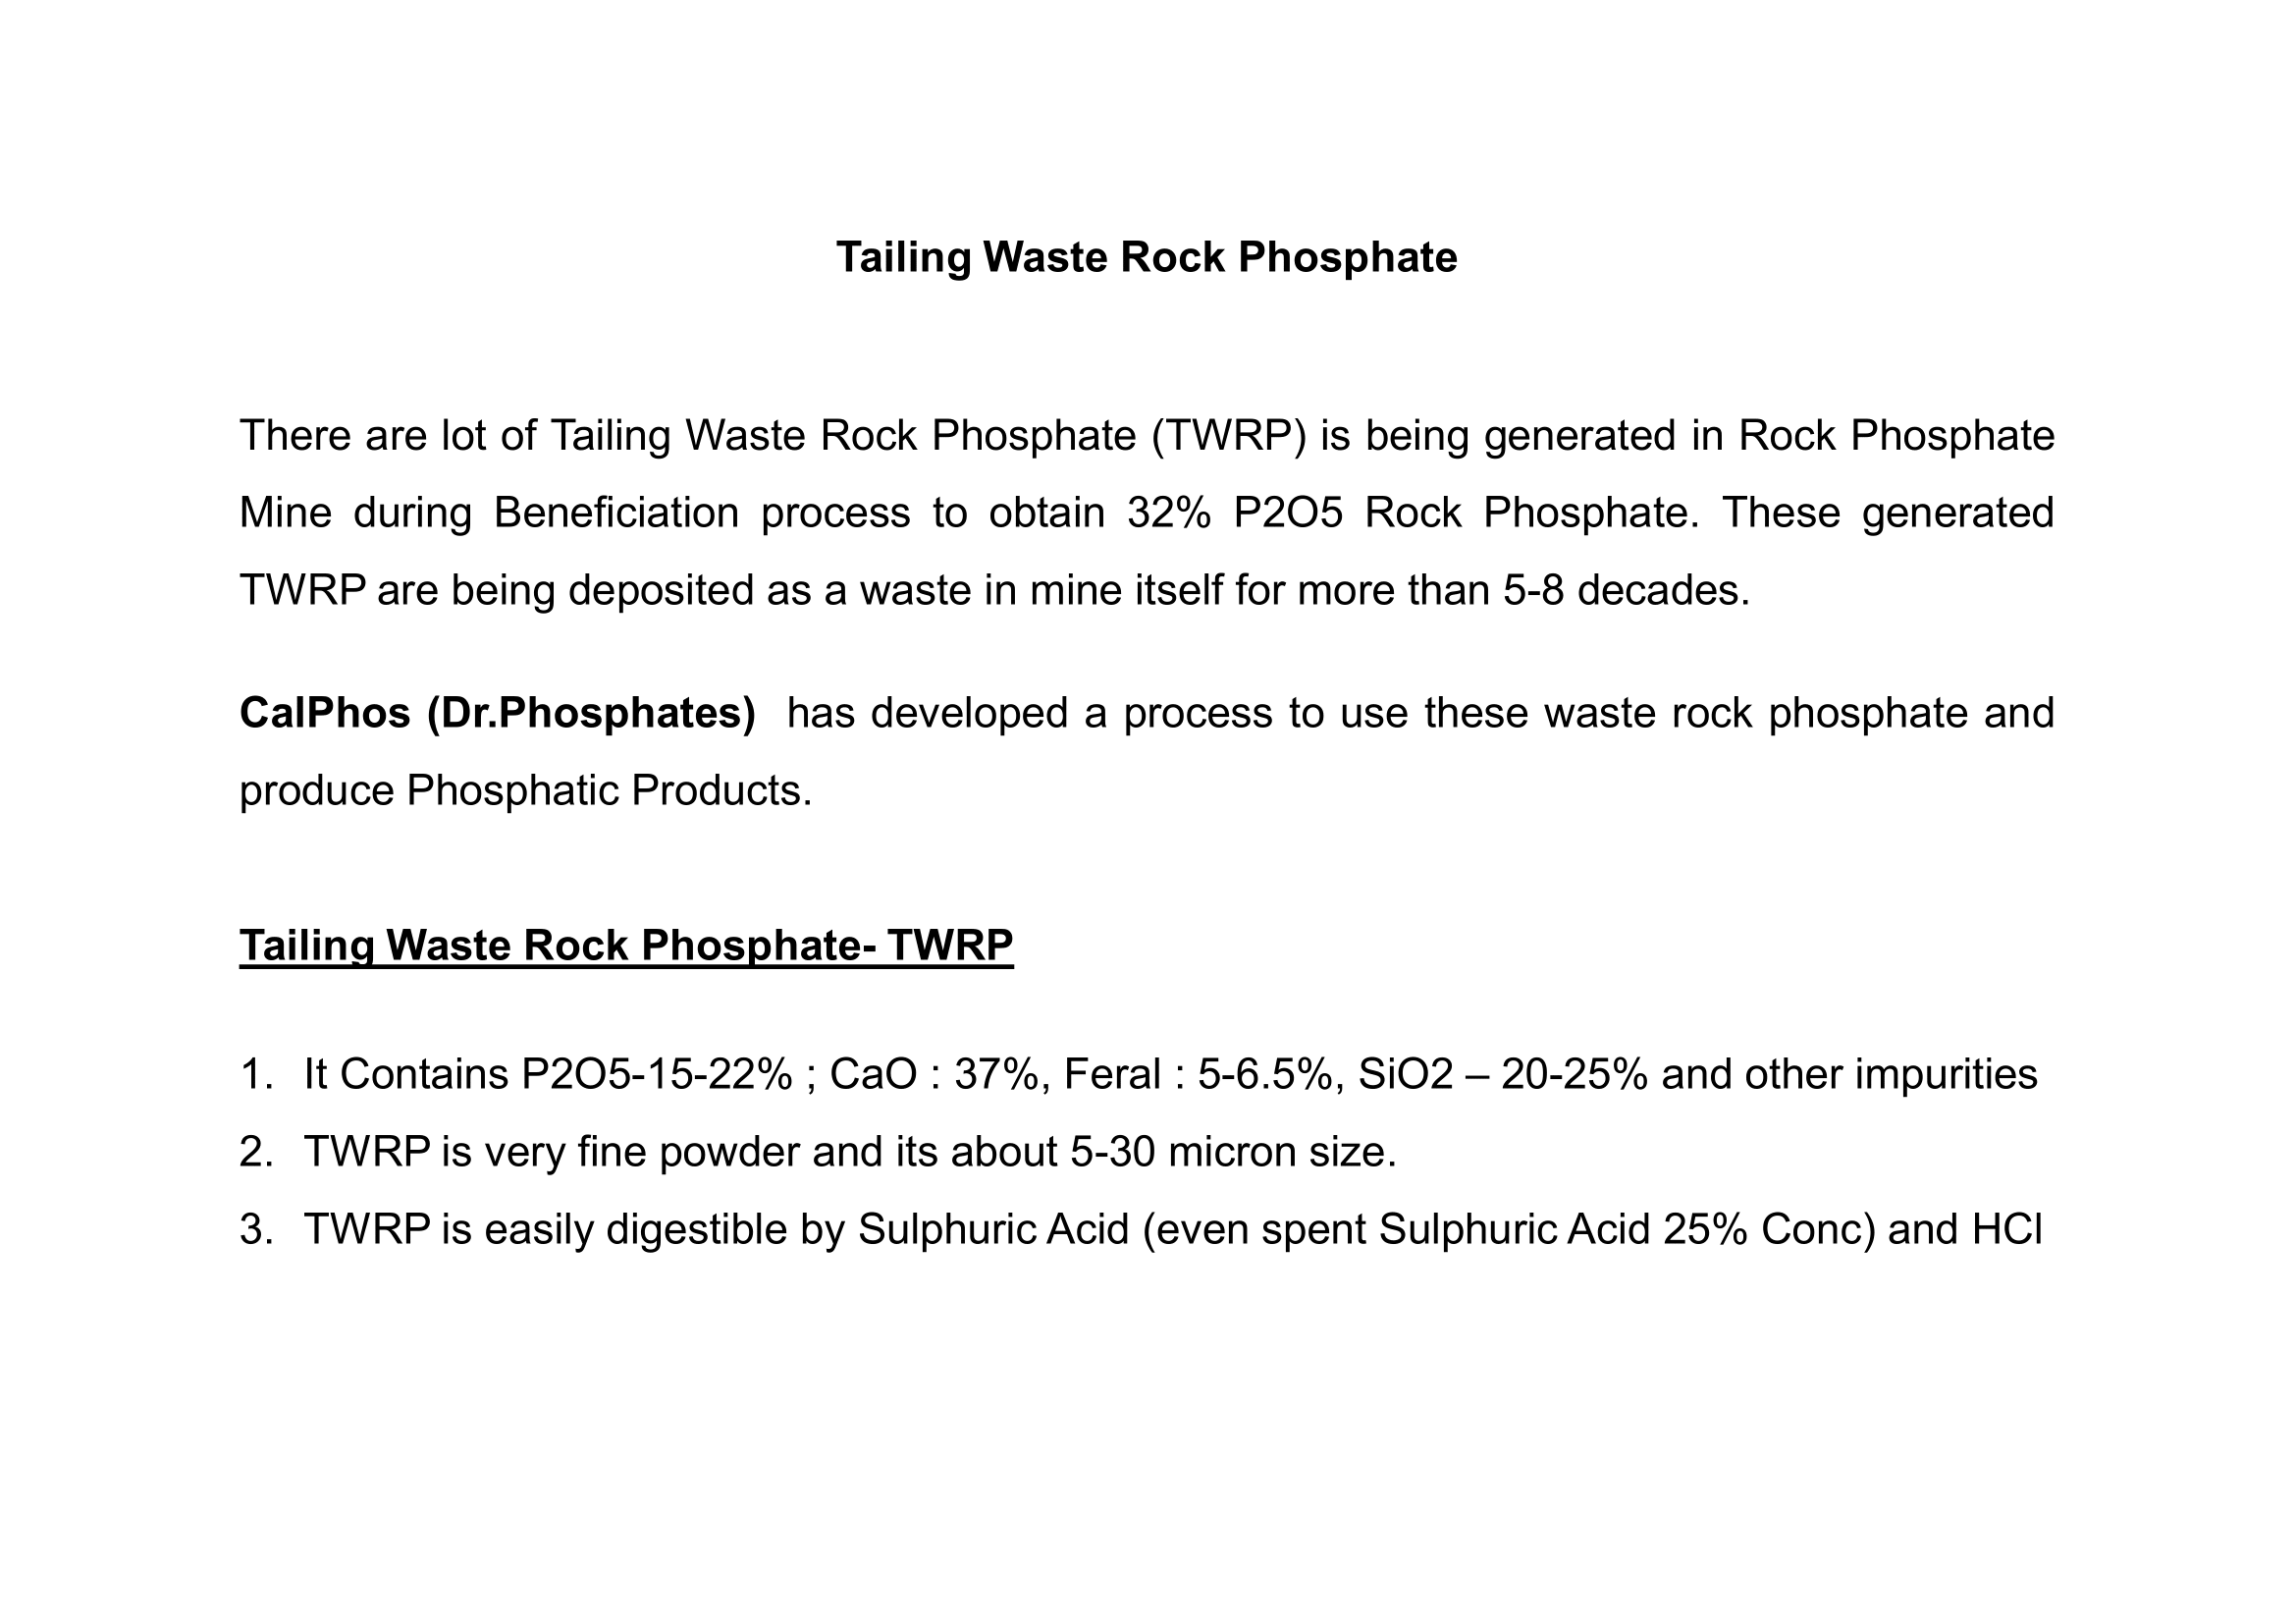 Tailing Waste Rock Phosphate
There are lot of Tailing Waste Rock Phosphate (TWRP) is being generated in Rock Phosphate
Mine during Beneficiation process to obtain 32% P2O5 Rock Phosphate. These generated
TWRP are being deposited as a waste in mine itself for more than 5-8 decades.
CalPhos (Dr.Phosphates)  has developed a process to use these waste rock phosphate and
produce Phosphatic Products.
Tailing Waste Rock Phosphate- TWRP
1. It Contains P2O5-15-22% ; CaO : 37%, Feral : 5-6.5%, SiO2 – 20-25% and other impurities
2. TWRP is very fine powder and its about 5-30 micron size.
3. TWRP is easily digestible by Sulphuric Acid (even spent Sulphuric Acid 25% Conc) and HCl